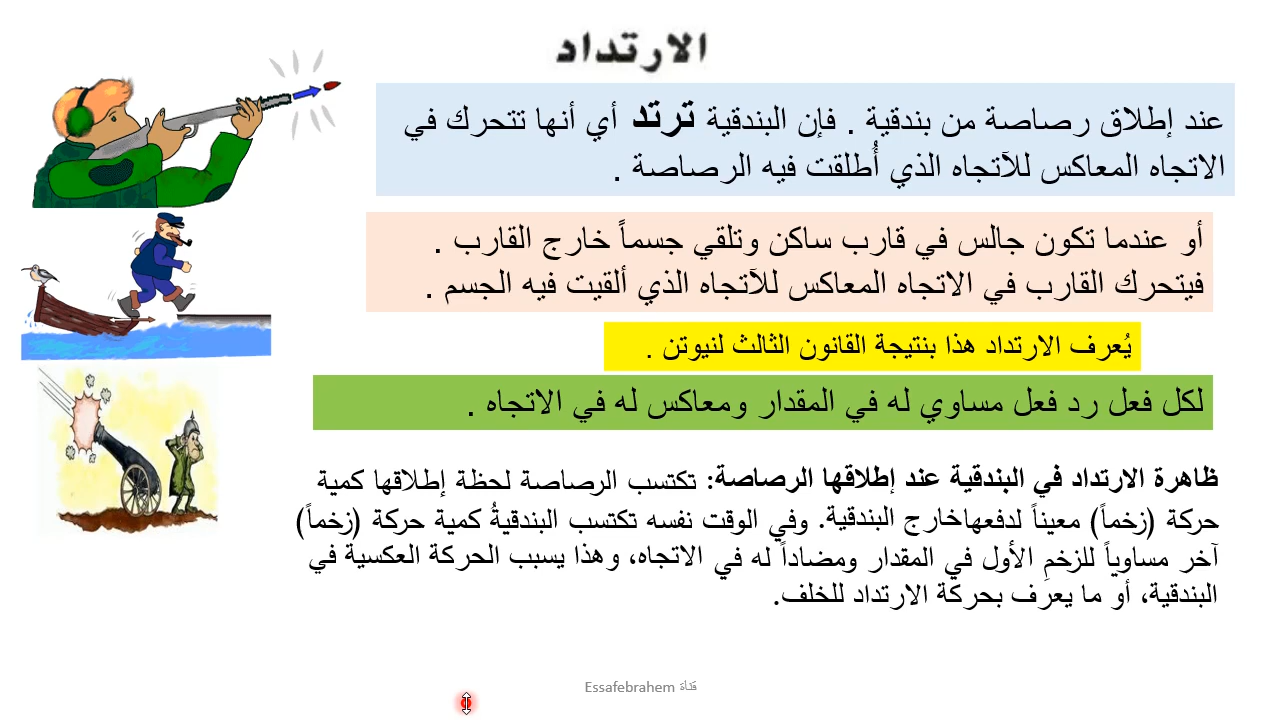 الارتداد
عند إطلاق رصاصة من بندقية . فإن البندقية ترتد أي أنها تتحرك في
الاتجاه المعاكس للآتجاه الذي أُطلقت فيه الرصاصة .
أو عندما تكون جالس في قارب ساكن وتلقي جسماً خارج القارب .
فيتحرك القارب في الاتجاه المعاكس للآتجاه الذي ألقيت فيه الجسم .
يُعرف الارتداد هذا بنتيجة القانون الثالث لنيوتن .
لكل فعل رد فعل مساوي له في المقدار ومعاكس له في الاتجاه .
ظاهرة الارتداد في البندقية عند إطلاقها الرصاصة: تكتسب الرصاصة لحظة إطلاقها كمية
حركة (زخماً) معيناً لدفعهاخارج البندقية. وفي الوقت نفسه تكتسب البندقيةُ كمية حركة (زخماً)
آخر مساوياً للزخمِ الأول في المقدار ومضاداً له في الاتجاه، وهذا يسبب الحركة العكسية في
البندقية، أو ما يعرف بحركة الارتداد للخلف.
قناة Essafebrahem